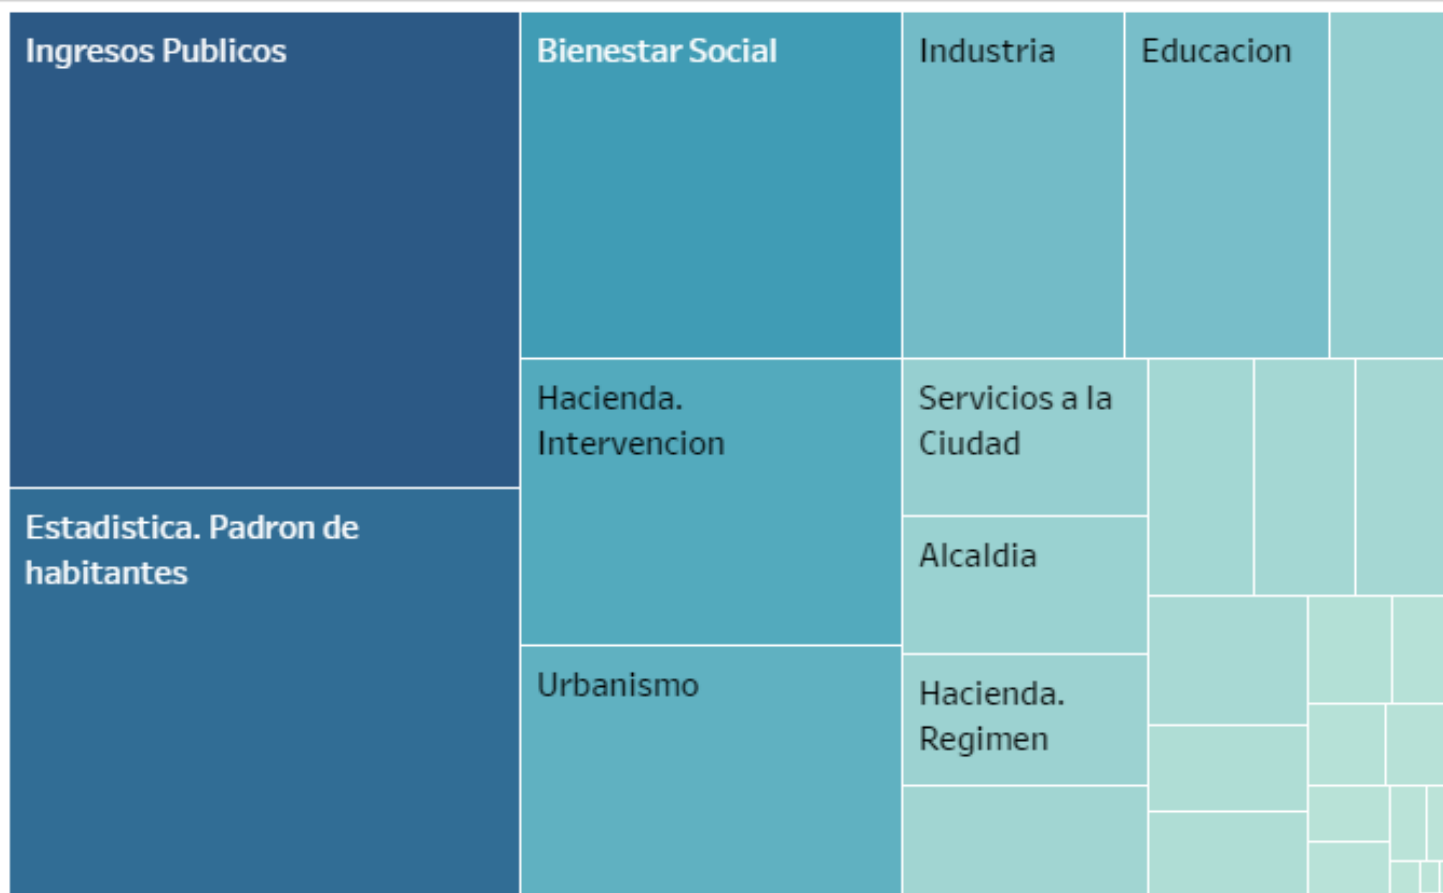 Ingresos Publicos
Estadistica. Padron de
habitantes
Bienestar Social
Hacienda.
Intervencion
Urbanismo
Industria
Educacion
Servicios a la
Ciudad
Alcaldia
Hacienda.
Regimen